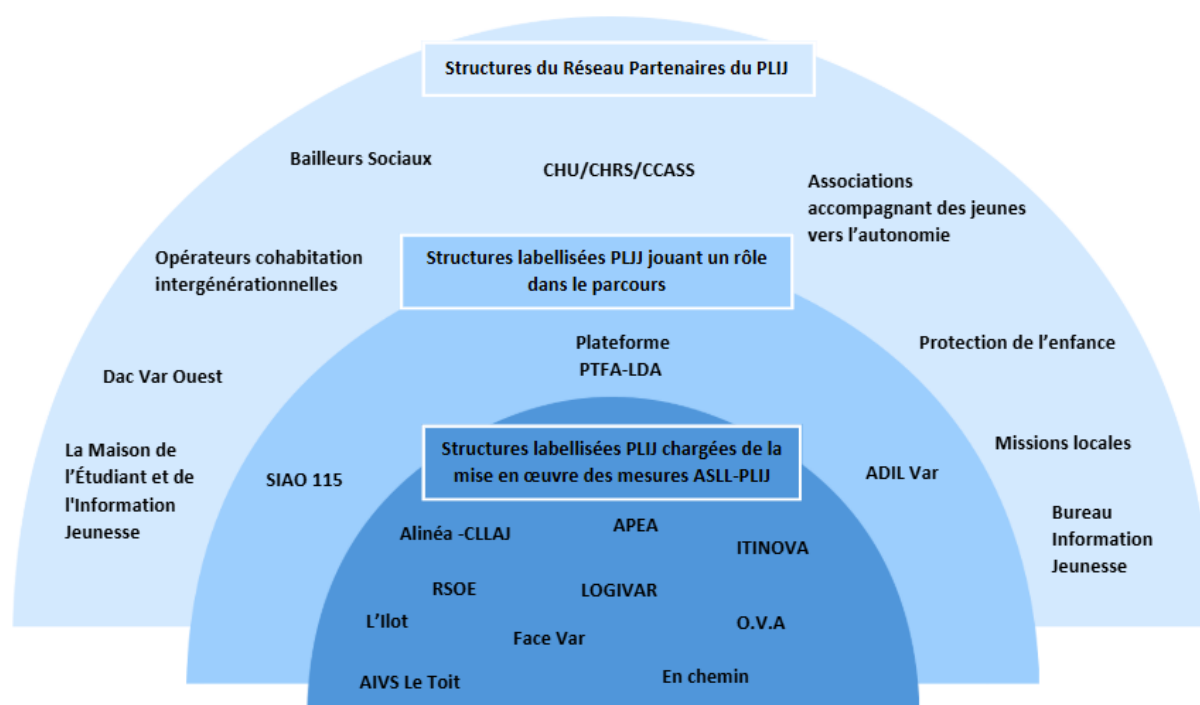 Structures du Réseau Partenaires du PLIJ
Bailleurs Sociaux
CHU/CHRS/CCASS
Associations
accompagnant des jeunes
vers l'autonomie
Opérateurs cohabitation
intergénérationnelles
Structures labellisées PLIJ jouant un rôle
dans le parcours
Plateforme
PTFA-LDA
Protection de l'enfance
Dac Var Ouest
La Maison de
l'Étudiant et de
l'Information
Jeunesse
SIAO 115
Structures labellisées PLIJ chargées de la
mise en œuvre des mesures ASLL-PLIJ
ADIL Var
Missions locales
Bureau
Information
Jeunesse
Alinéa -CLLAJ
APEA
ITINOVA
RSOE
LOGIVAR
L'Ilot
Face Var
O.V.A
AIVS Le Toit
En chemin